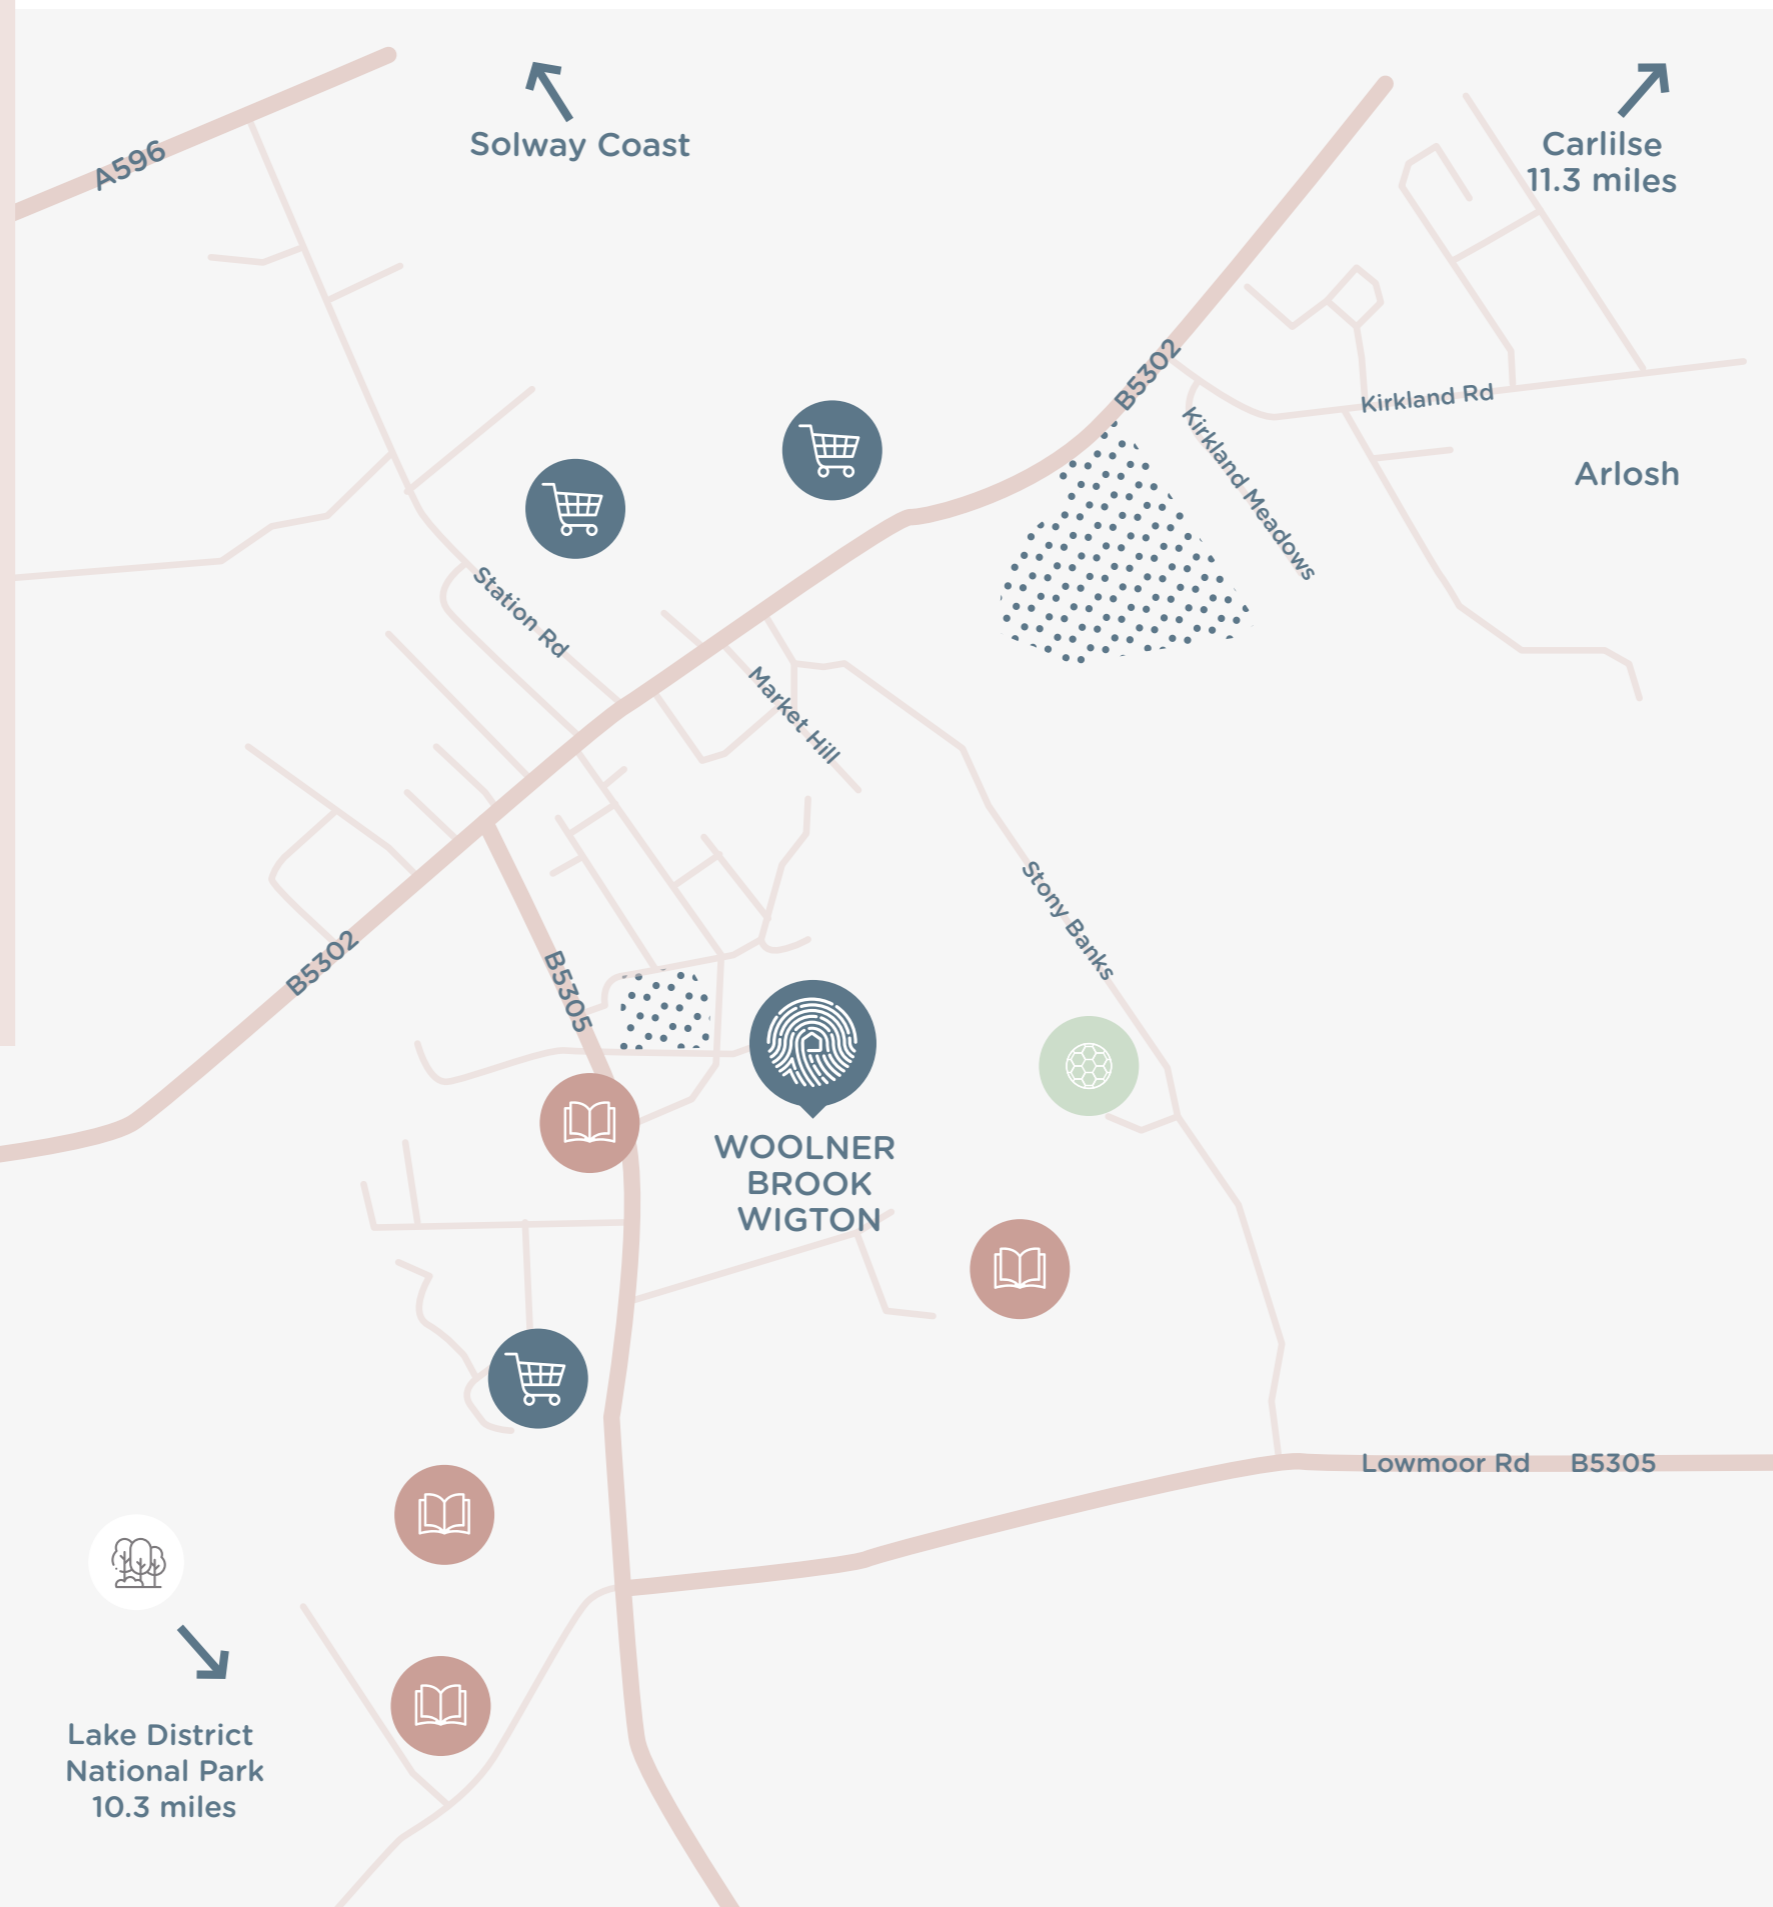 A596
Solway Coast
Carlilse
11.3 miles
B5302
Kirkland Rd
Kirkland Meadows
Arlosh
Station Rd
Market Hill
Stony Banks
B5302
B5305
WOOLNER
BROOK
WIGTON
Lowmoor Rd B5305
Lake District
National Park
10.3 miles